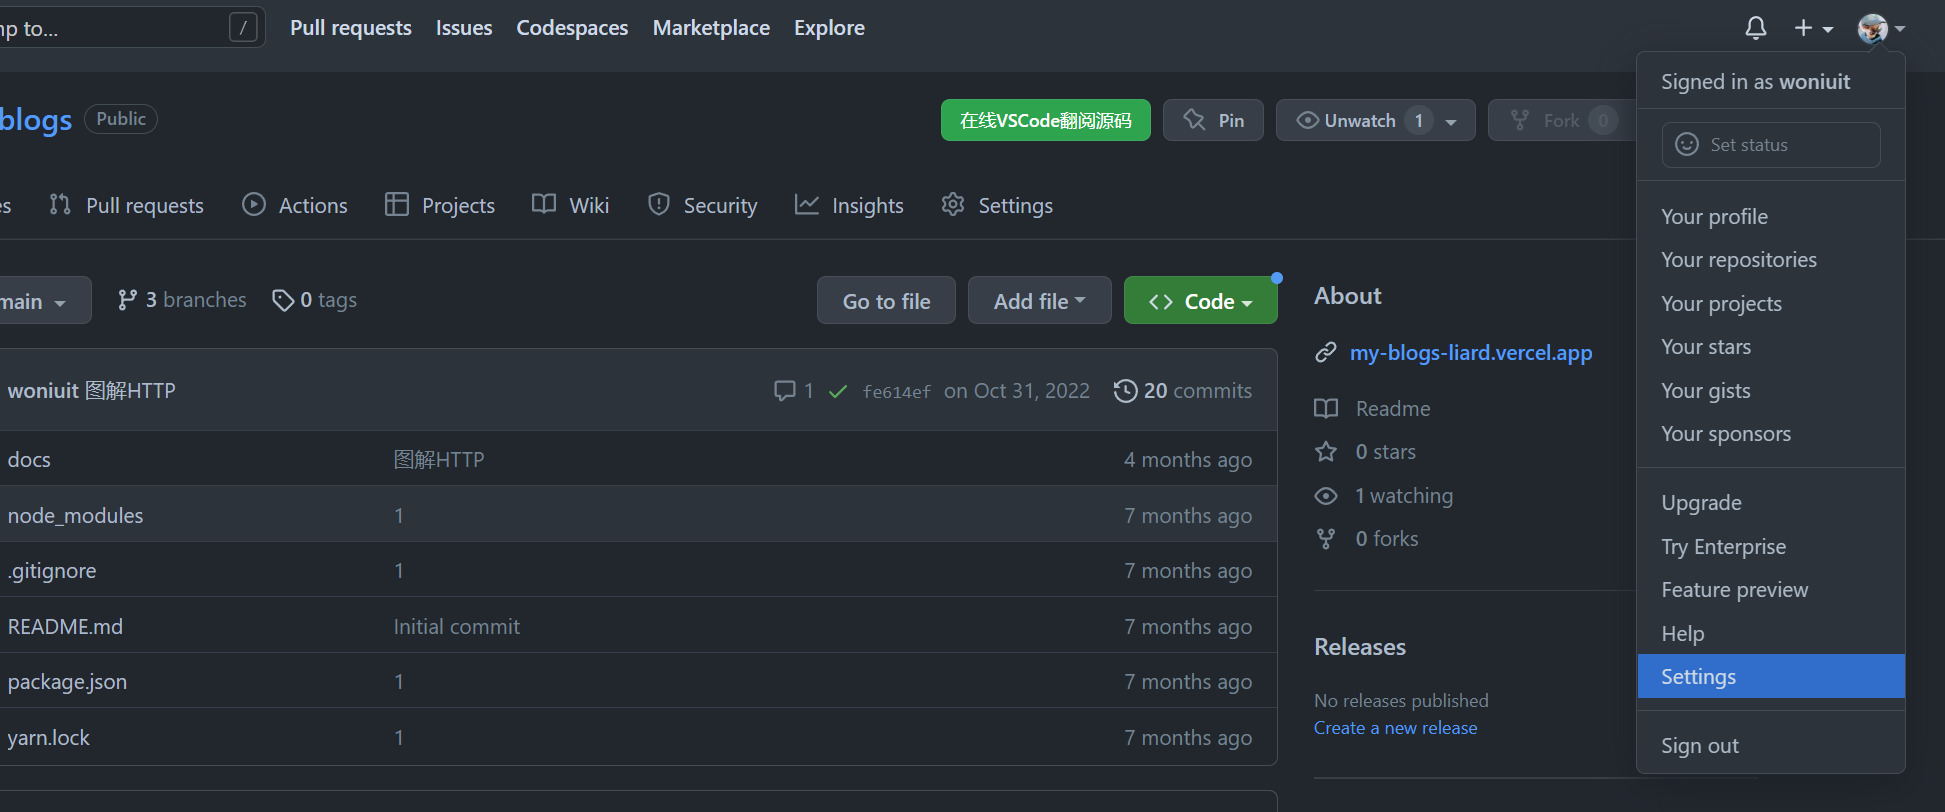 np to... /
Pull requests Issues Codespaces Marketplace Explore
Signed in as woniuit
blogs Public
在线VSCode翻阅源码 Pin Unwatch 1 Fork 0
Set status
es Pull requests Actions Projects Wiki Security Insights Settings
Your profile
Your repositories
Your projects
Your stars
Your gists
Your sponsors
Upgrade
Try Enterprise
Feature preview
Help
Settings
Sign out
main 3 branches 0 tags
Go to file Add file Code
woniuit 图解HTTP 1 fe614ef on Oct 31, 2022 20 commits
docs 图解HTTP 4 months ago
node_modules 1 7 months ago
.gitignore 1 7 months ago
README.md Initial commit 7 months ago
package.json 1 7 months ago
yarn.lock 1 7 months ago
About
my-blogs-liard.vercel.app
Readme
0 stars
1 watching
0 forks
Releases
No releases published
Create a new release